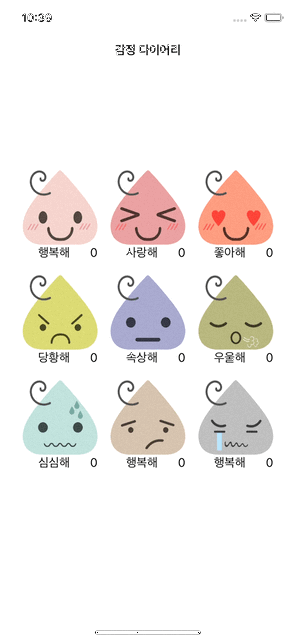 10:39
감정 다이어리
행복해 0
사랑해 0
좋아해 0
당황해 0
속상해 0
우울해 0
심심해 0
행복해 0
행복해 0